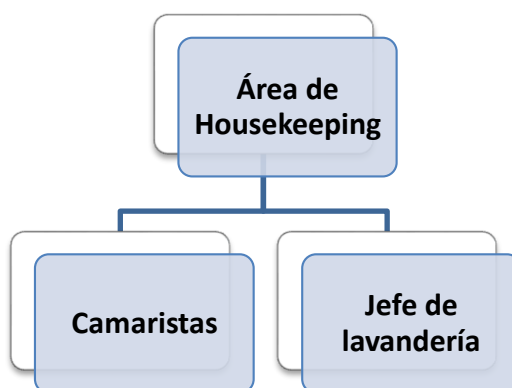 Área de
Housekeeping
Camaristas
Jefe de
lavandería